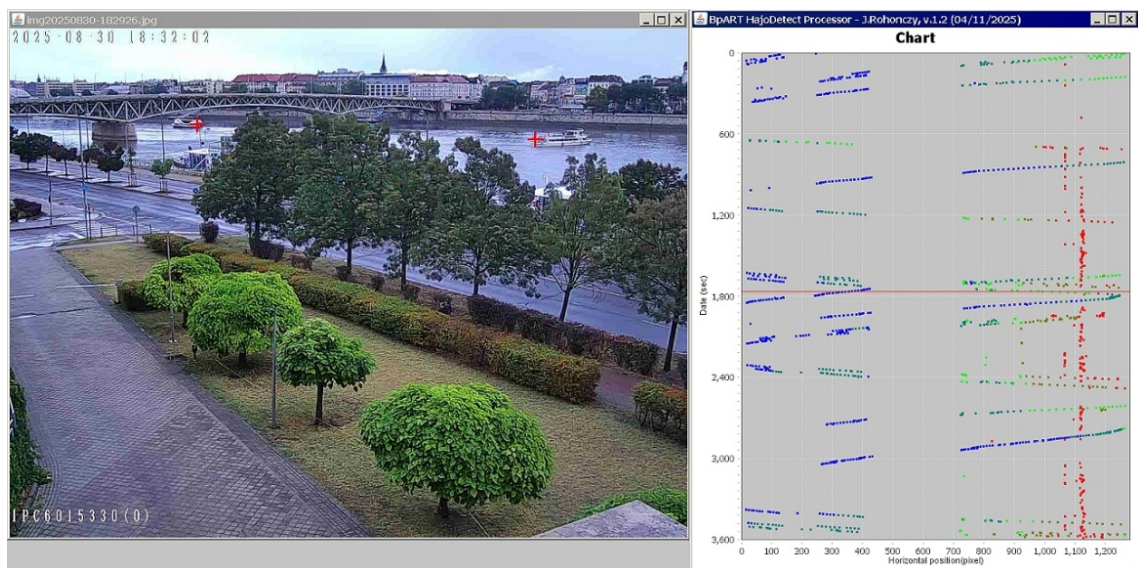 img20250830-182926.jpg
2025-08-30 18:32:02
IPC6015330(0)
BpART HajoDetect Processor - J.Rohonczy, v.1.2 (04/11/2025)
Chart
Date (sec)
0
600
1,200
1,800
2,400
3,000
3,600
0 100 200 300 400 500 600 700 800 900 1,000 1,100 1,200
Horizontal position(pixel)